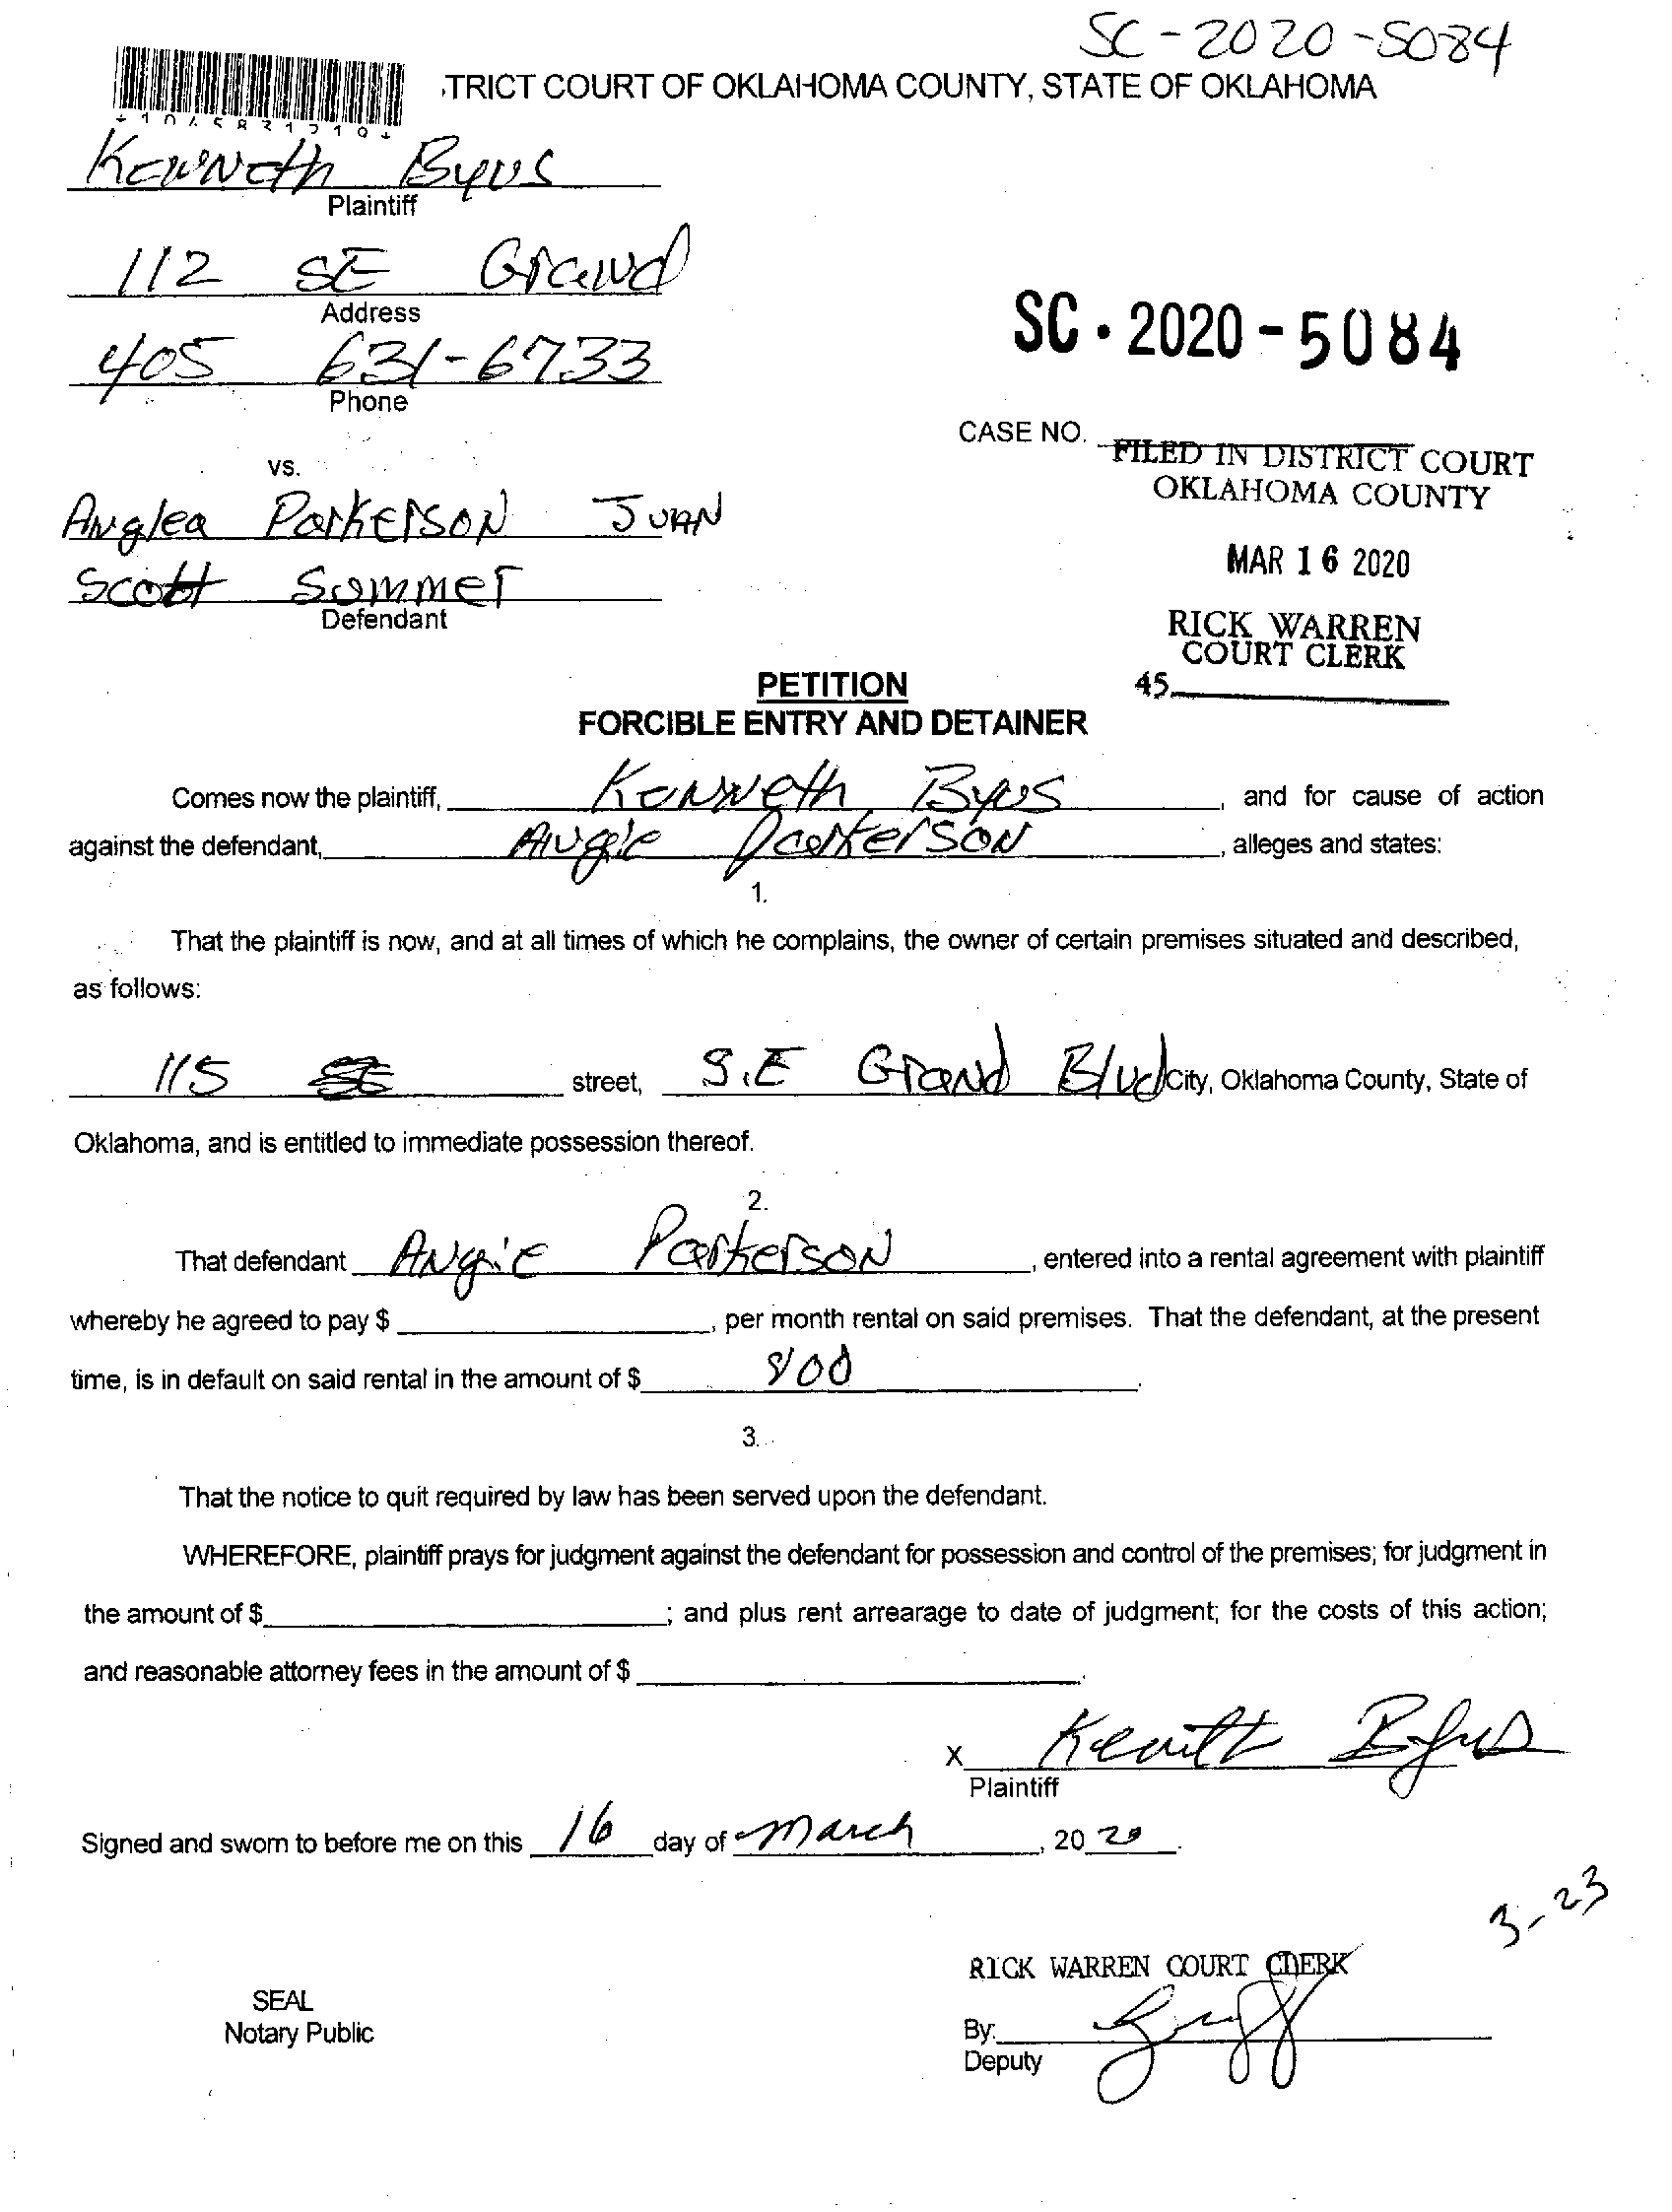 SC-2020-5084
TRICT COURT OF OKLAHOMA COUNTY, STATE OF OKLAHOMA
Kenneth Byus
Plaintiff
112 SE Grand
Address
405 631-6733
Phone
SC·2020-5084
CASE NO.
FILED IN DISTRICT COURT
OKLAHOMA COUNTY
MAR 16 2020
RICK WARREN
COURT CLERK
45
vs.
Anglea Parkerson JUAN
Scott Sommer
Defendant
PETITION
FORCIBLE ENTRY AND DETAINER
Comes now the plaintiff, Kenneth Byus, and for cause of action
against the defendant, Angie Parkerson, alleges and states:
1.
That the plaintiff is now, and at all times of which he complains, the owner of certain premises situated and described,
as follows:
115 street, S.E Grand Blvd City, Oklahoma County, State of
Oklahoma, and is entitled to immediate possession thereof.
2.
That defendant Angie Parkerson, entered into a rental agreement with plaintiff
whereby he agreed to pay $, per month rental on said premises. That the defendant, at the present
time, is in default on said rental in the amount of $ 800.
3.
That the notice to quit required by law has been served upon the defendant.
WHEREFORE, plaintiff prays for judgment against the defendant for possession and control of the premises; for judgment in
the amount of $; and plus rent arrearage to date of judgment; for the costs of this action;
and reasonable attorney fees in the amount of $.
x Kenneth Byus
Plaintiff
Signed and sworn to before me on this 16 day of March, 2020.
3-23
RICK WARREN COURT CLERK
SEAL
Notary Public
By:
Deputy